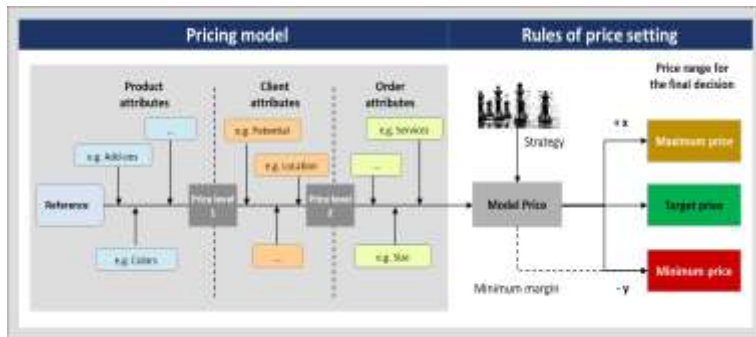 Pricing model
Rules of price setting
Product
attributes
Client
attributes
Order
attributes
Price range for
the final decision
...
e.g. Potential
e.g. Services
+ x
Maximum price
e.g. Add-ons
e.g. Location
...
Strategy
Reference
Price level
1
Price level
2
Model Price
Target price
e.g. Colors
...
e.g. Size
Minimum margin
- y
Minimum price